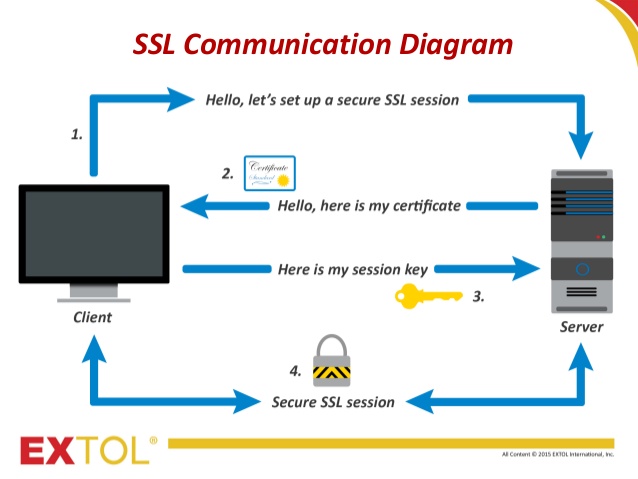 SSL Communication Diagram
Hello, let's set up a secure SSL session
1.
2.
Certificate
Hello, here is my certificate
Here is my session key
3.
Client
Server
4.
Secure SSL session
EXTOL®
All Content © 2015 EXTOL International, Inc.